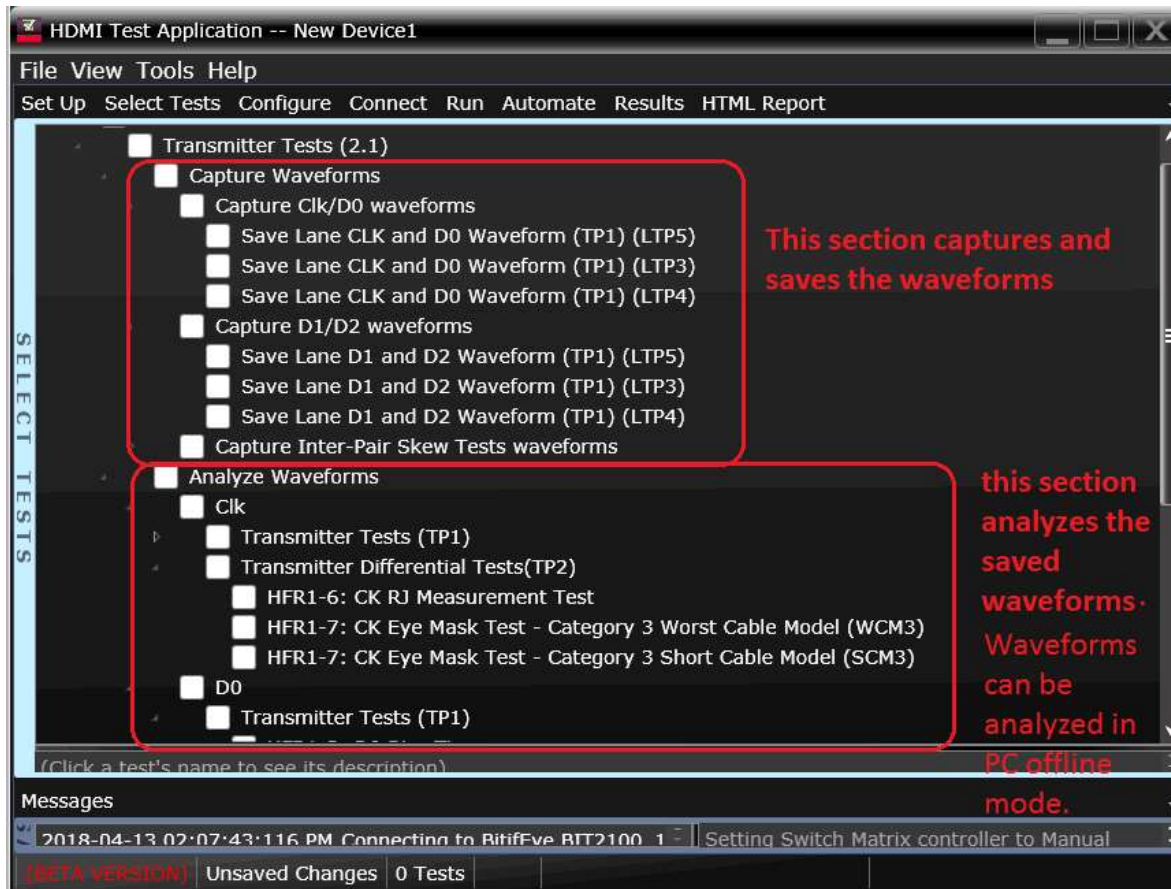 HDMI Test Application -- New Device1
File View Tools Help
Set Up Select Tests Configure Connect Run Automate Results HTML Report
SELECT TESTS
Transmitter Tests (2.1)
Capture Waveforms
Capture Clk/D0 waveforms
Save Lane CLK and D0 Waveform (TP1) (LTP5)
Save Lane CLK and D0 Waveform (TP1) (LTP3)
Save Lane CLK and D0 Waveform (TP1) (LTP4)
Capture D1/D2 waveforms
Save Lane D1 and D2 Waveform (TP1) (LTP5)
Save Lane D1 and D2 Waveform (TP1) (LTP3)
Save Lane D1 and D2 Waveform (TP1) (LTP4)
Capture Inter-Pair Skew Tests waveforms
This section captures and
saves the waveforms
Analyze Waveforms
Clk
Transmitter Tests (TP1)
Transmitter Differential Tests(TP2)
HFR1-6: CK RJ Measurement Test
HFR1-7: CK Eye Mask Test - Category 3 Worst Cable Model (WCM3)
HFR1-7: CK Eye Mask Test - Category 3 Short Cable Model (SCM3)
D0
Transmitter Tests (TP1)
this section
analyzes the
saved
waveforms.
Waveforms
can be
analyzed in
PC offline
mode.
(Click a test's name to see its description)
Messages
2018-04-13 02:07:43:116 PM Connecting to BitifEye BIT2100_1
Setting Switch Matrix controller to Manual
(BETA VERSION) Unsaved Changes 0 Tests